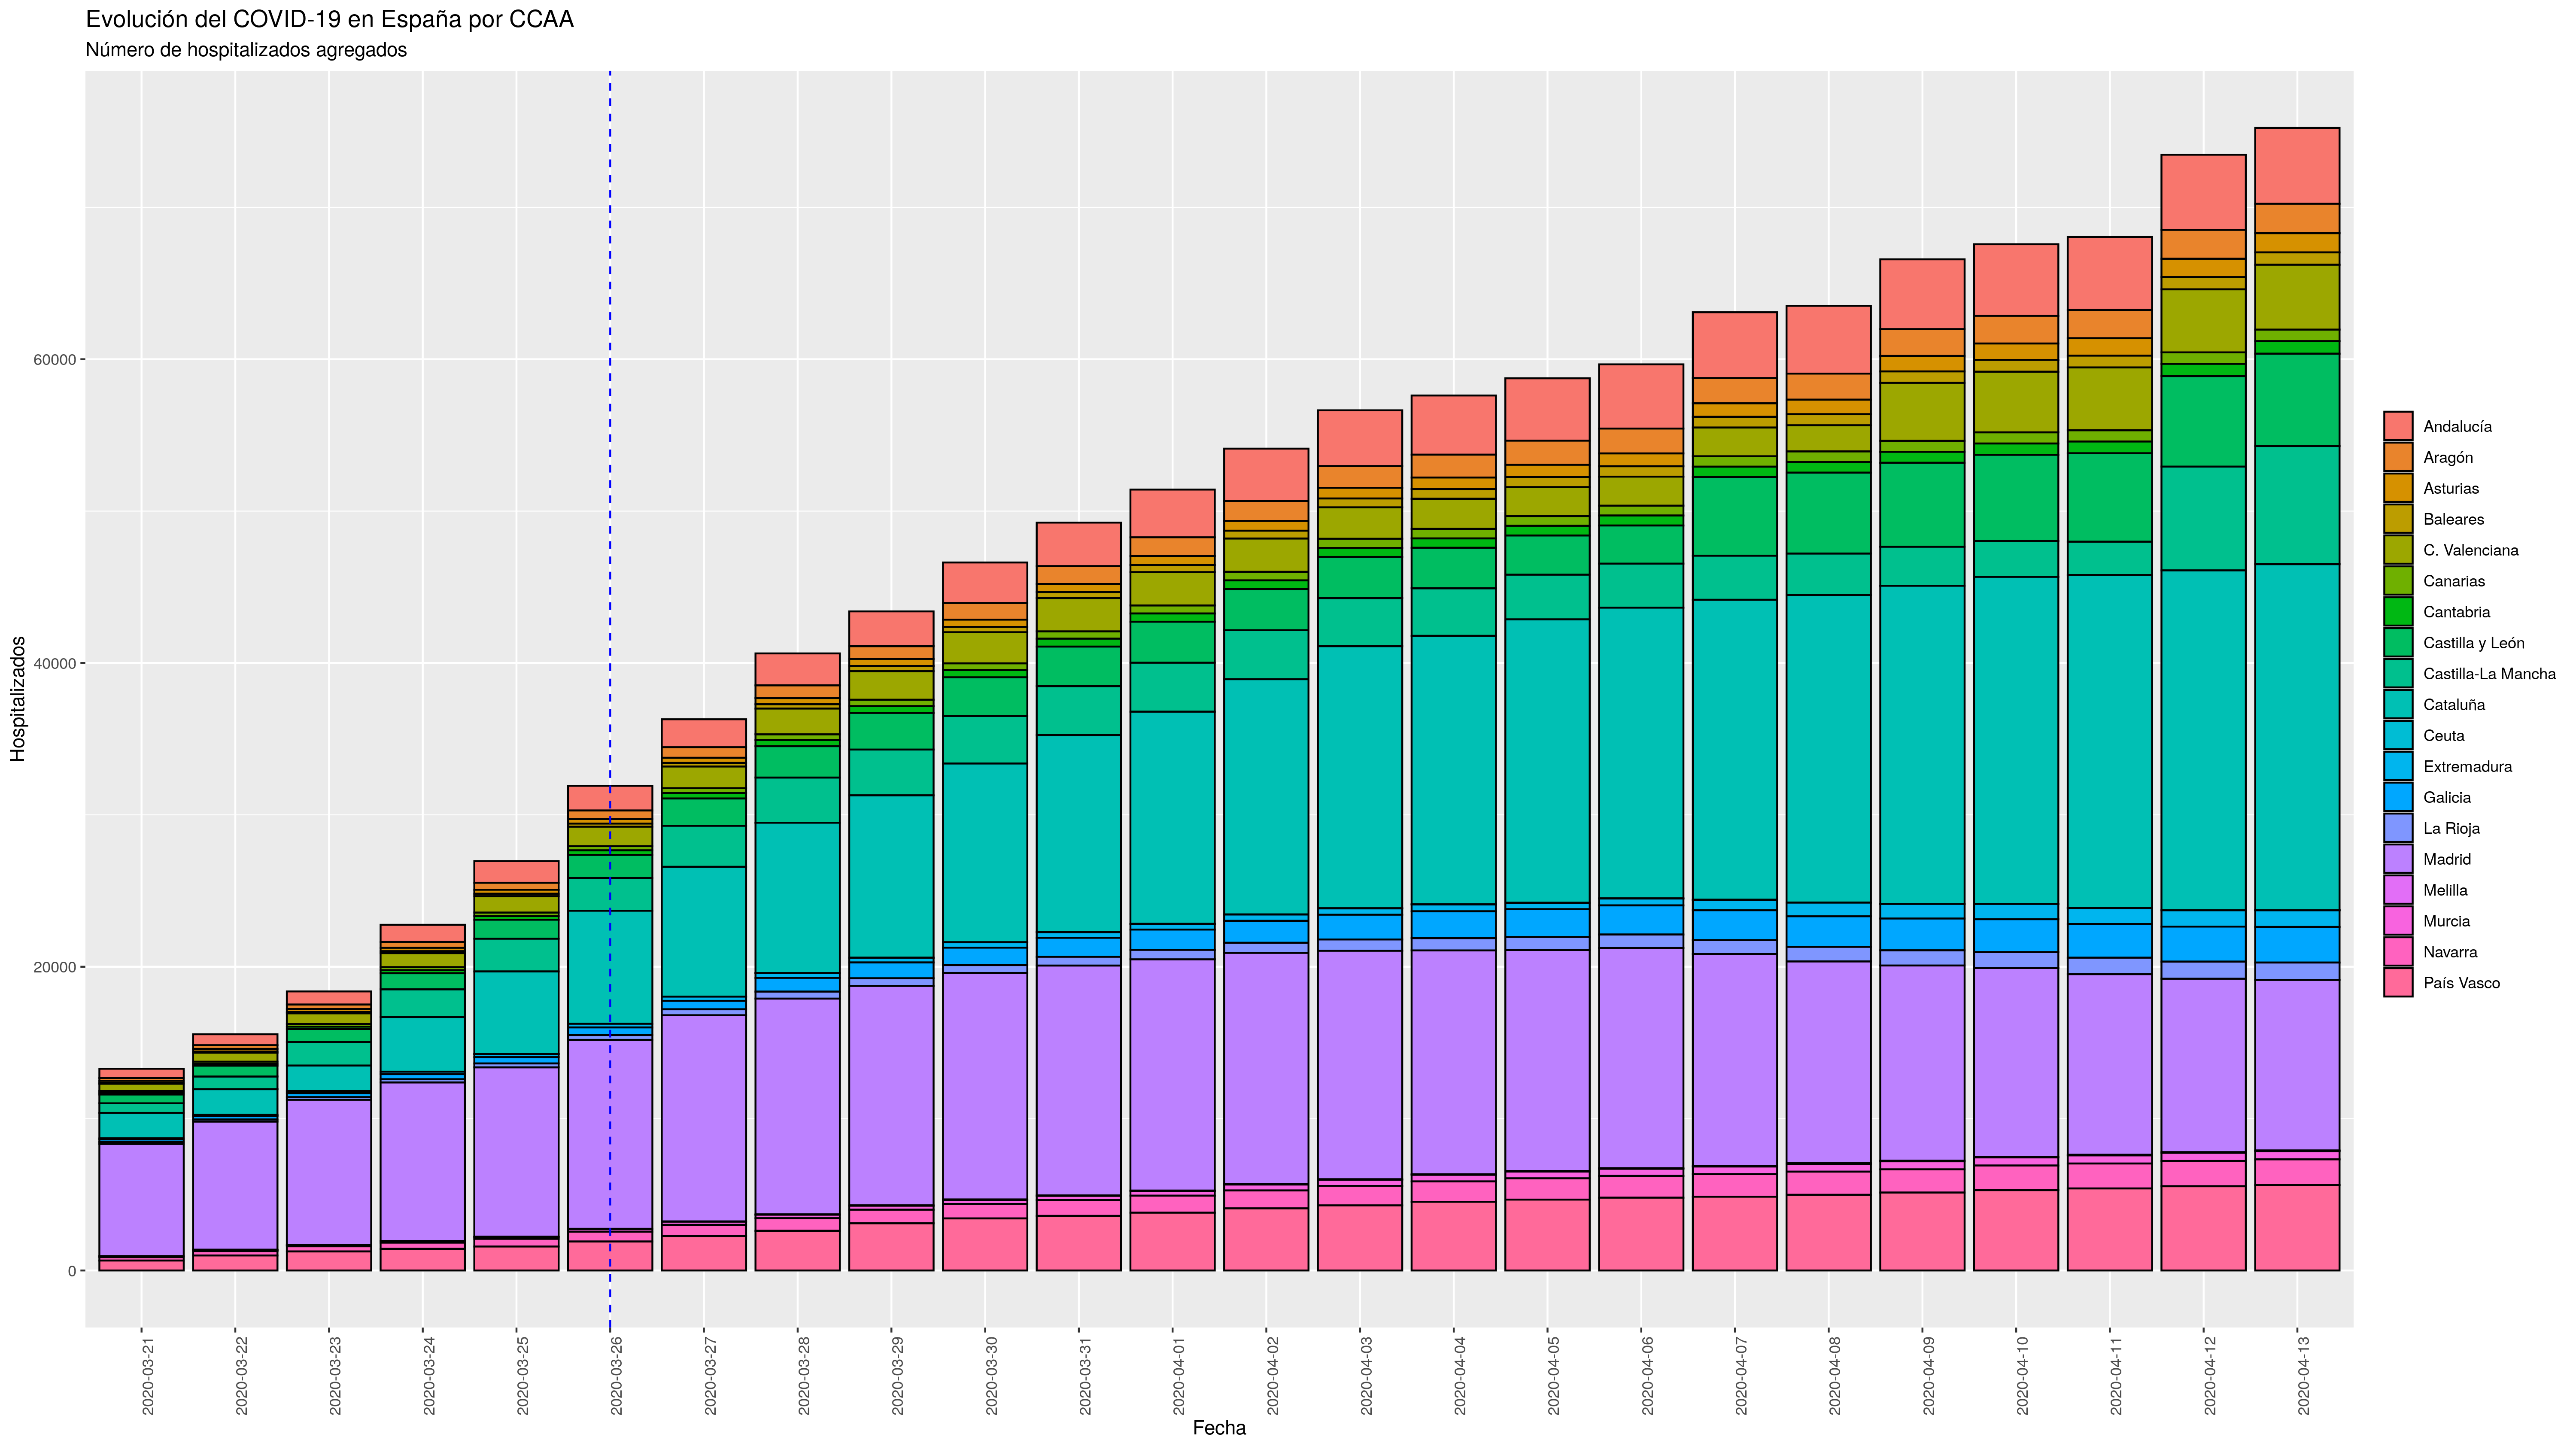 Evolución del COVID-19 en España por CCAA
Número de hospitalizados agregados
Hospitalizados
60000
40000
20000
0
2020-03-21
2020-03-22
2020-03-23
2020-03-24
2020-03-25
2020-03-26
2020-03-27
2020-03-28
2020-03-29
2020-03-30
2020-03-31
2020-04-01
2020-04-02
2020-04-03
2020-04-04
2020-04-05
2020-04-06
2020-04-07
2020-04-08
2020-04-09
2020-04-10
2020-04-11
2020-04-12
2020-04-13
Fecha
Andalucía
Aragón
Asturias
Baleares
C. Valenciana
Canarias
Cantabria
Castilla y León
Castilla-La Mancha
Cataluña
Ceuta
Extremadura
Galicia
La Rioja
Madrid
Melilla
Murcia
Navarra
País Vasco